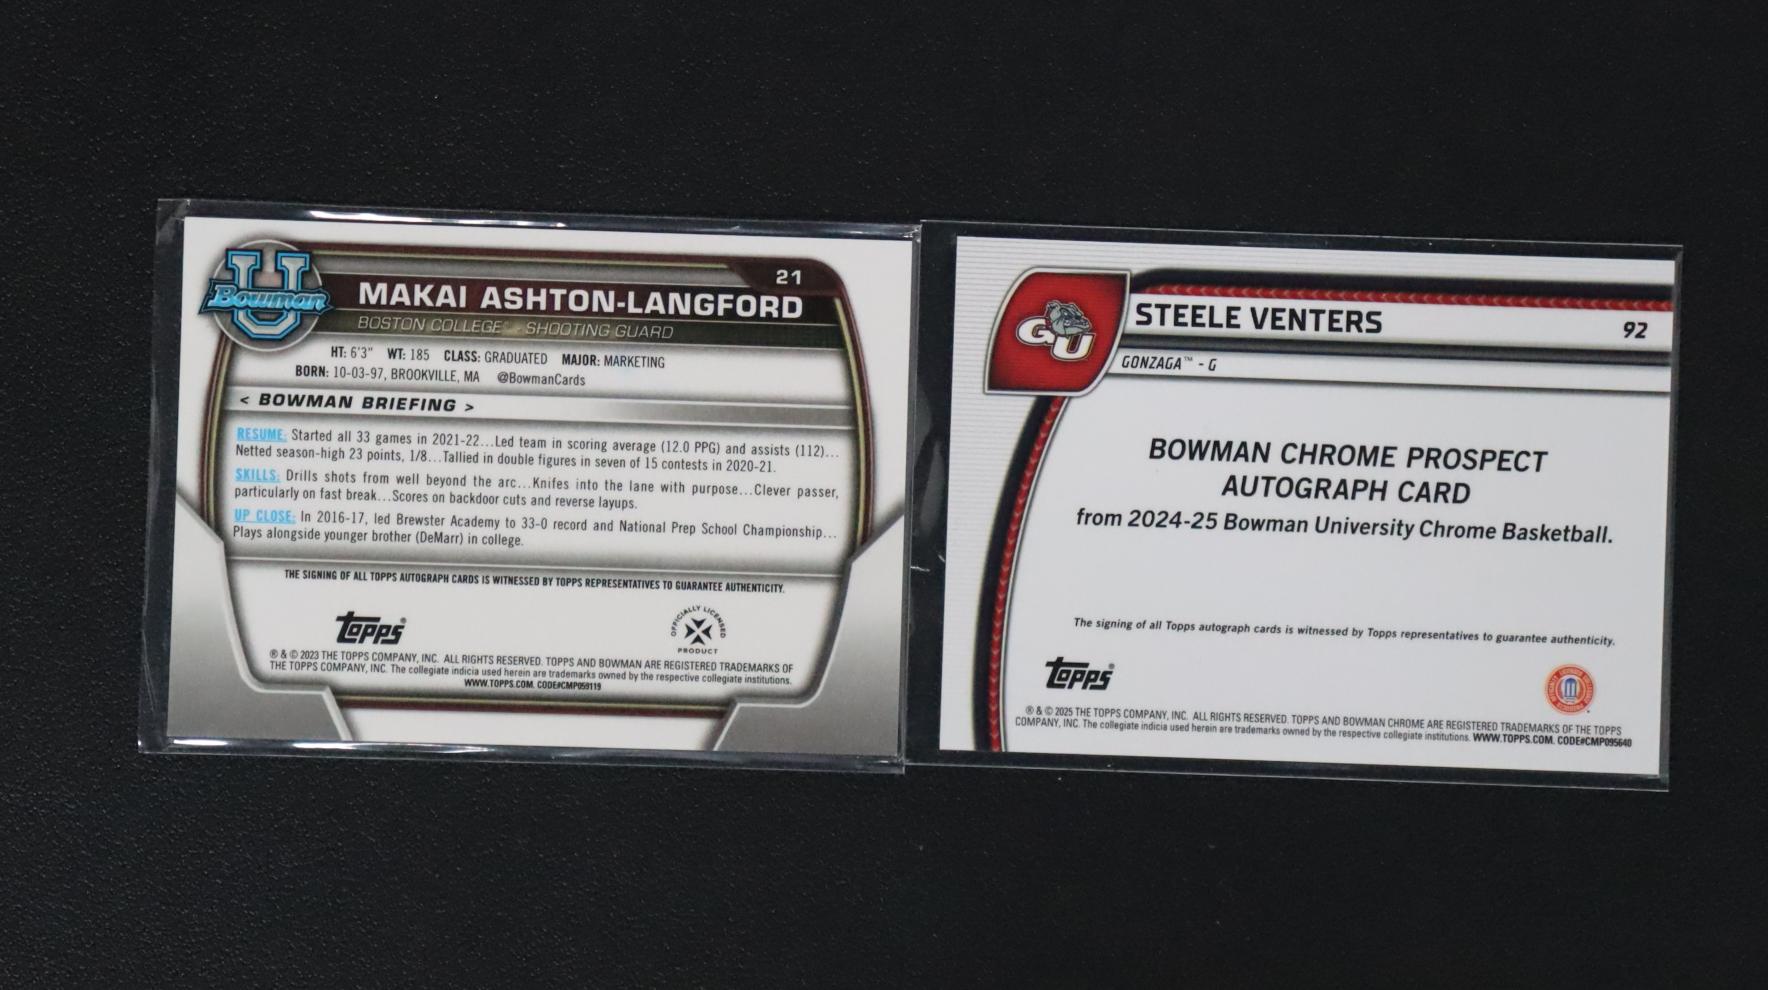 U
Bowman
21
MAKAI ASHTON-LANGFORD
BOSTON COLLEGE - SHOOTING GUARD
HT: 6'3" WT: 185 CLASS: GRADUATED MAJOR: MARKETING
BORN: 10-03-97, BROOKVILLE, MA @BowmanCards
< BOWMAN BRIEFING >
RESUME: Started all 33 games in 2021-22...Led team in scoring average (12.0 PPG) and assists (112)...
Netted season-high 23 points, 1/8...Tallied in double figures in seven of 15 contests in 2020-21.
SKILLS: Drills shots from well beyond the arc...Knifes into the lane with purpose...Clever passer,
particularly on fast break...Scores on backdoor cuts and reverse layups.
UP CLOSE: In 2016-17, led Brewster Academy to 33-0 record and National Prep School Championship...
Plays alongside younger brother (DeMarr) in college.
THE SIGNING OF ALL TOPPS AUTOGRAPH CARDS IS WITNESSED BY TOPPS REPRESENTATIVES TO GUARANTEE AUTHENTICITY.
Topps®
OFFICIALLY LICENSED PRODUCT
® & © 2023 THE TOPPS COMPANY, INC. ALL RIGHTS RESERVED. TOPPS AND BOWMAN ARE REGISTERED TRADEMARKS OF
THE TOPPS COMPANY, INC. The collegiate indicia used herein are trademarks owned by the respective collegiate institutions.
WWW.TOPPS.COM. CODE#CMP059119
GU
STEELE VENTERS
92
GONZAGA™ - G
BOWMAN CHROME PROSPECT
AUTOGRAPH CARD
from 2024-25 Bowman University Chrome Basketball.
The signing of all Topps autograph cards is witnessed by Topps representatives to guarantee authenticity.
Topps®
® & © 2025 THE TOPPS COMPANY, INC. ALL RIGHTS RESERVED. TOPPS AND BOWMAN CHROME ARE REGISTERED TRADEMARKS OF THE TOPPS
COMPANY, INC. The collegiate indicia used herein are trademarks owned by the respective collegiate institutions. WWW.TOPPS.COM. CODE#CMP095640